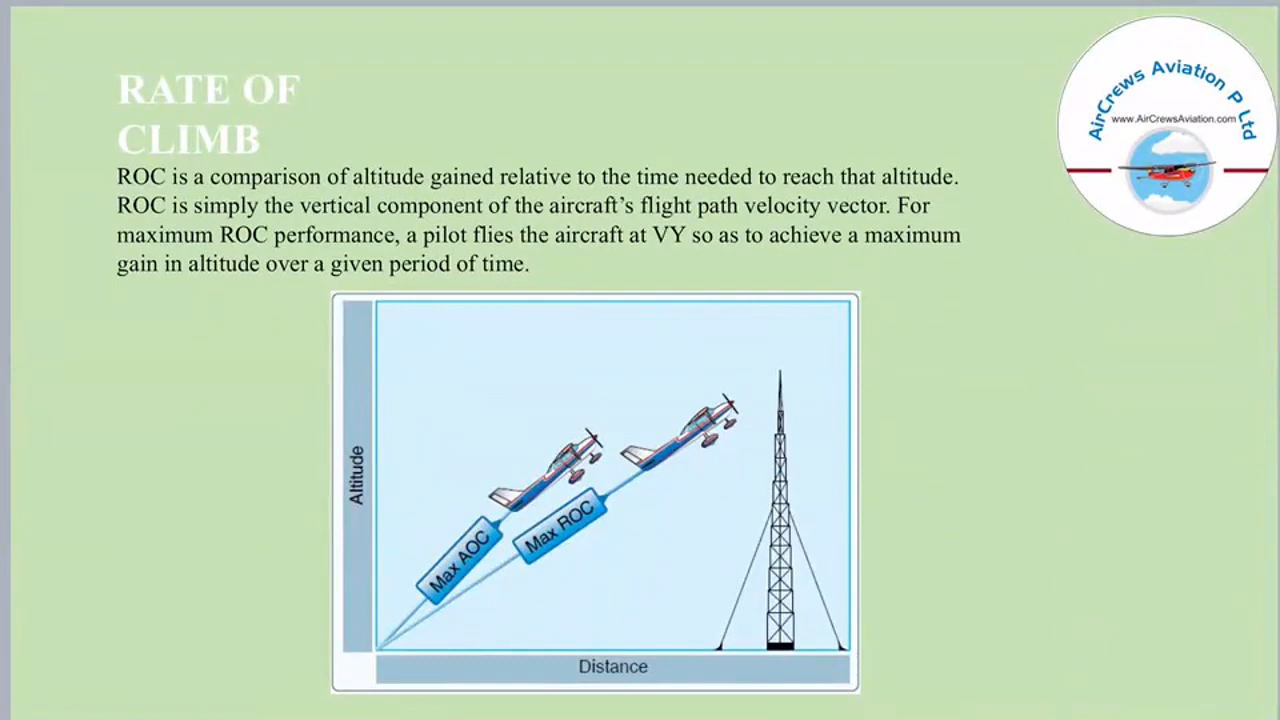 RATE OF
CLIMB
ROC is a comparison of altitude gained relative to the time needed to reach that altitude.
ROC is simply the vertical component of the aircraft’s flight path velocity vector. For
maximum ROC performance, a pilot flies the aircraft at VY so as to achieve a maximum
gain in altitude over a given period of time.
AirCrews Aviation P Ltd
www.AirCrewsAviation.com
Altitude
Max AOC
Max ROC
Distance